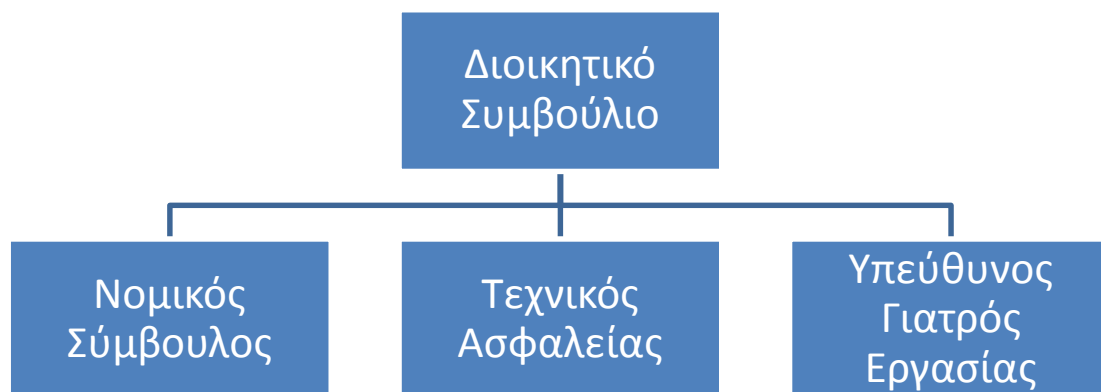 Διοικητικό
Συμβούλιο
Νομικός
Σύμβουλος
Τεχνικός
Ασφαλείας
Υπεύθυνος
Γιατρός
Εργασίας